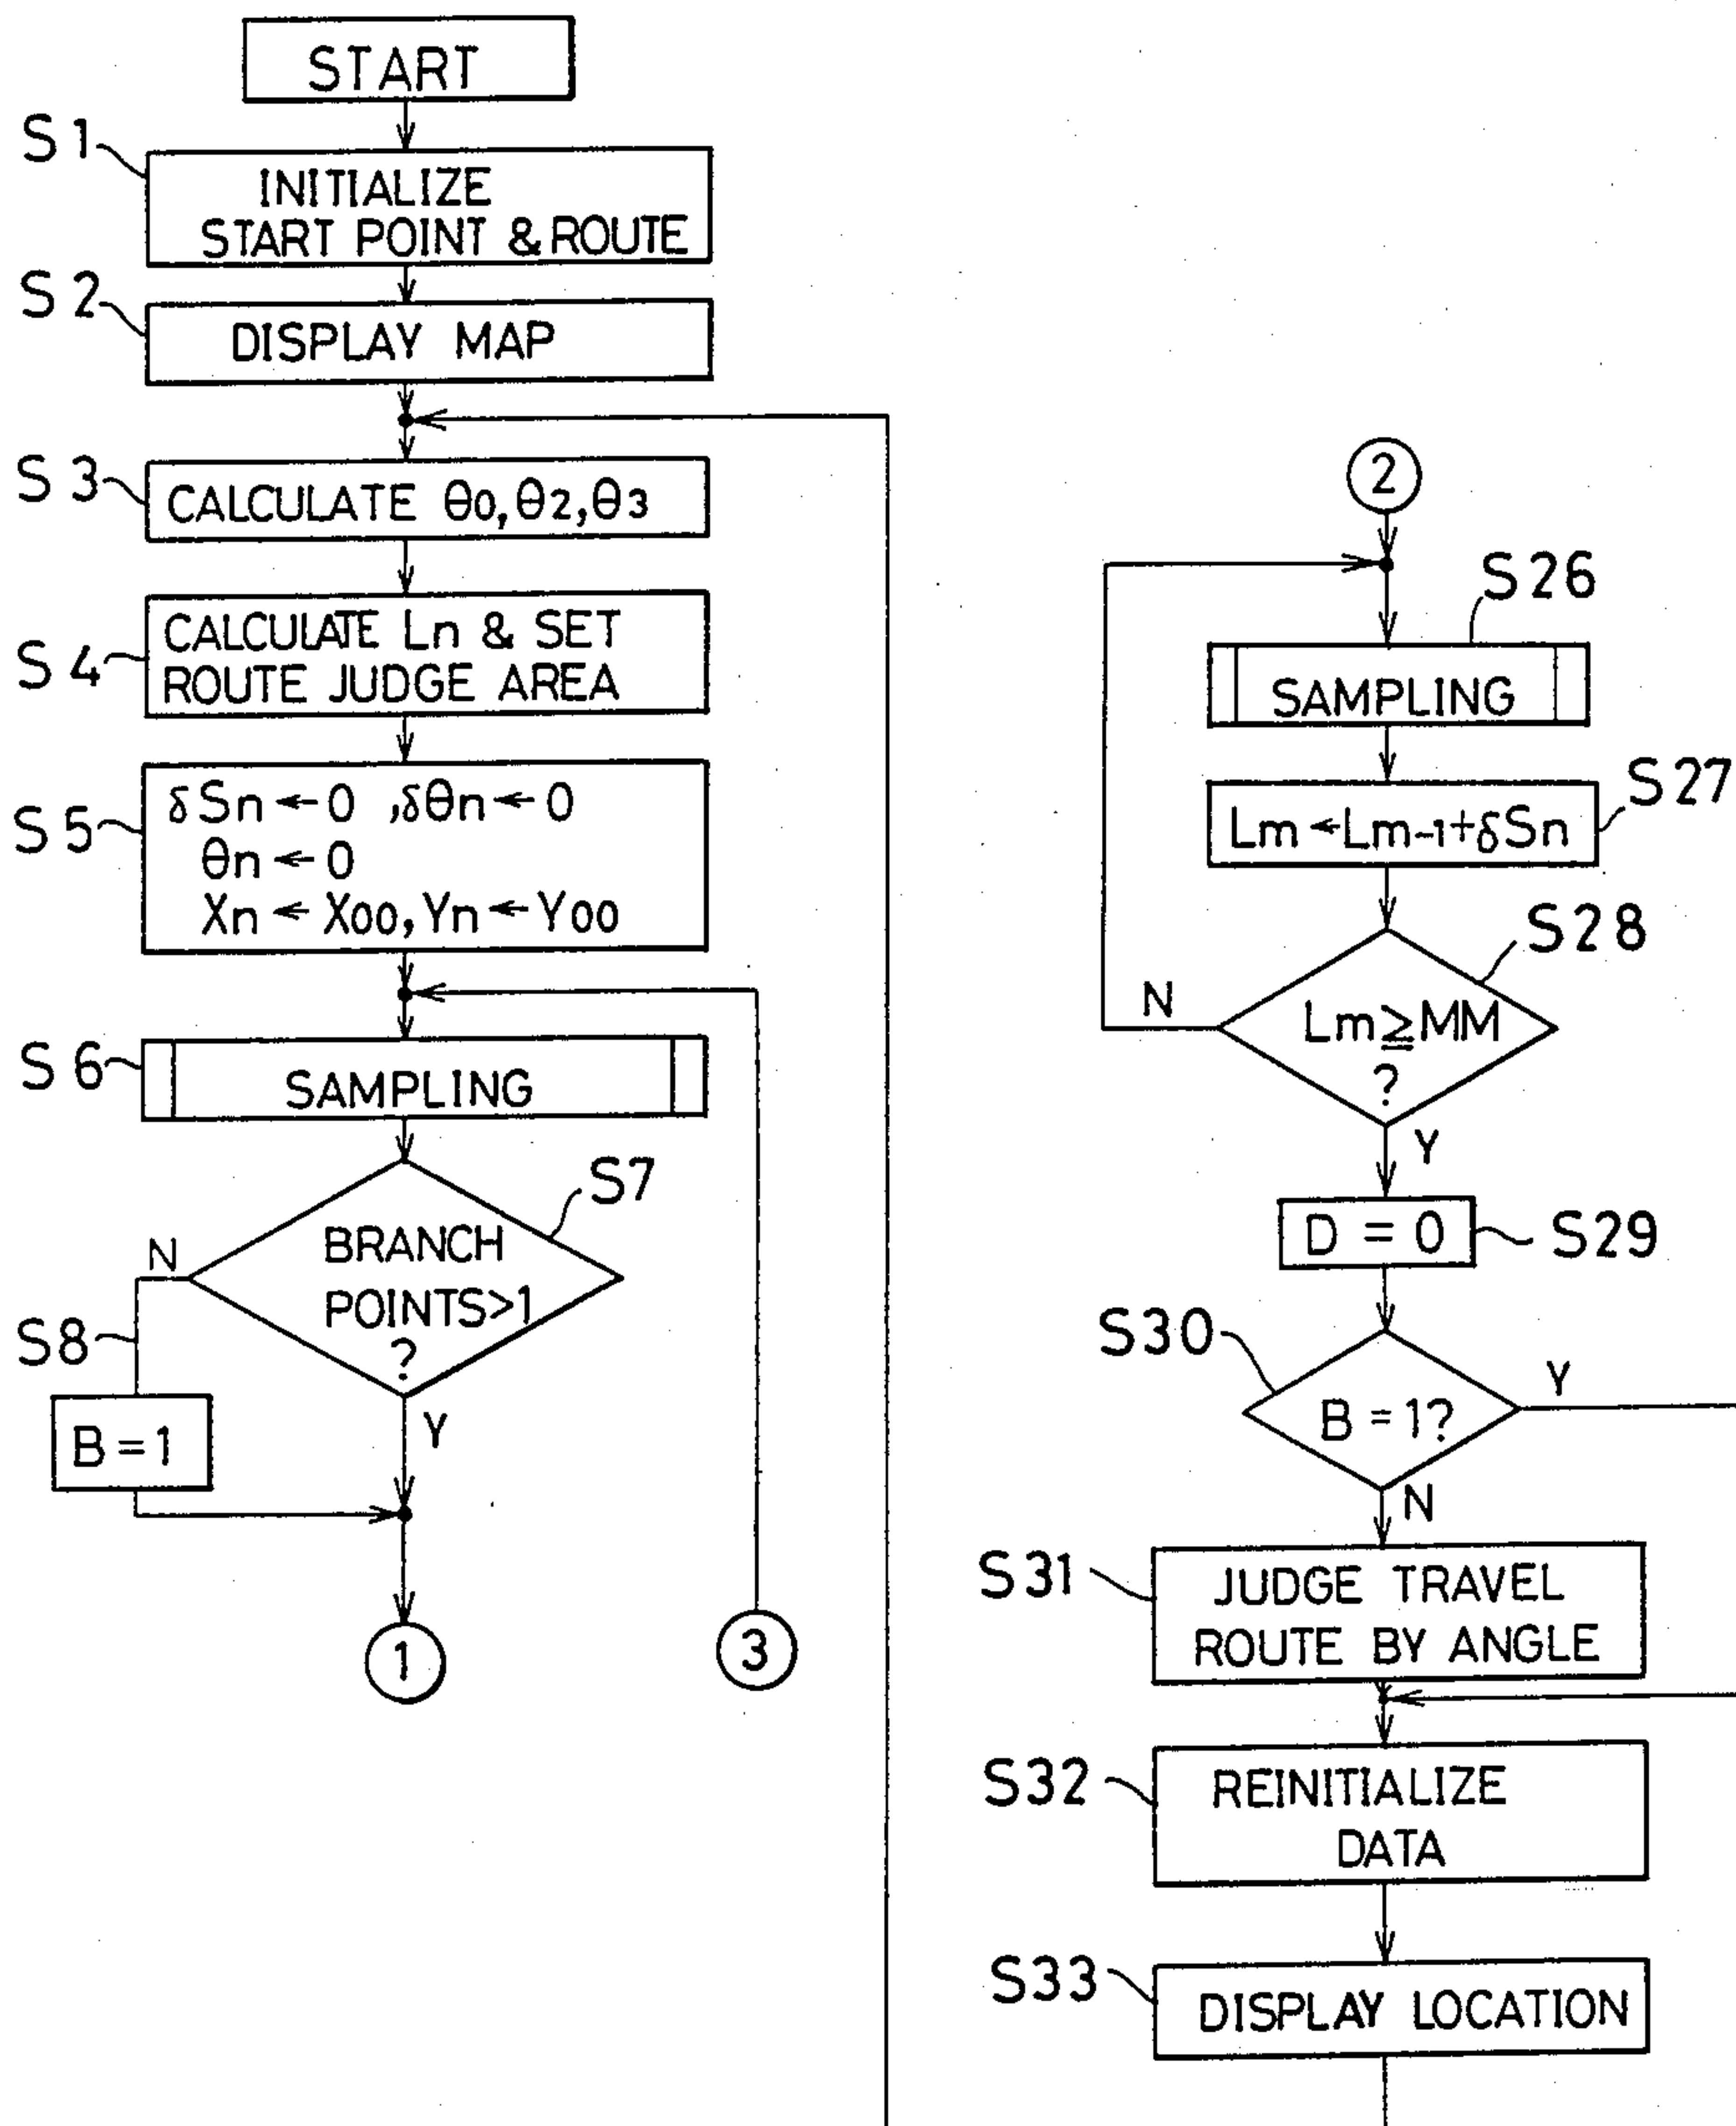 START
S1
INITIALIZE
START POINT & ROUTE
S2
DISPLAY MAP
S3
CALCULATE θ0, θ2, θ3
S4
CALCULATE Ln & SET
ROUTE JUDGE AREA
S5
δSn ← 0 , δθn ← 0
θn ← 0
Xn ← X00, Yn ← Y00
S6
SAMPLING
S7
BRANCH
POINTS>1
?
N
Y
S8
B = 1
1
3
2
S26
SAMPLING
S27
Lm ← Lm-1 + δSn
S28
Lm ≧ MM
?
N
Y
D = 0
S29
S30
B = 1?
Y
N
S31
JUDGE TRAVEL
ROUTE BY ANGLE
S32
REINITIALIZE
DATA
S33
DISPLAY LOCATION